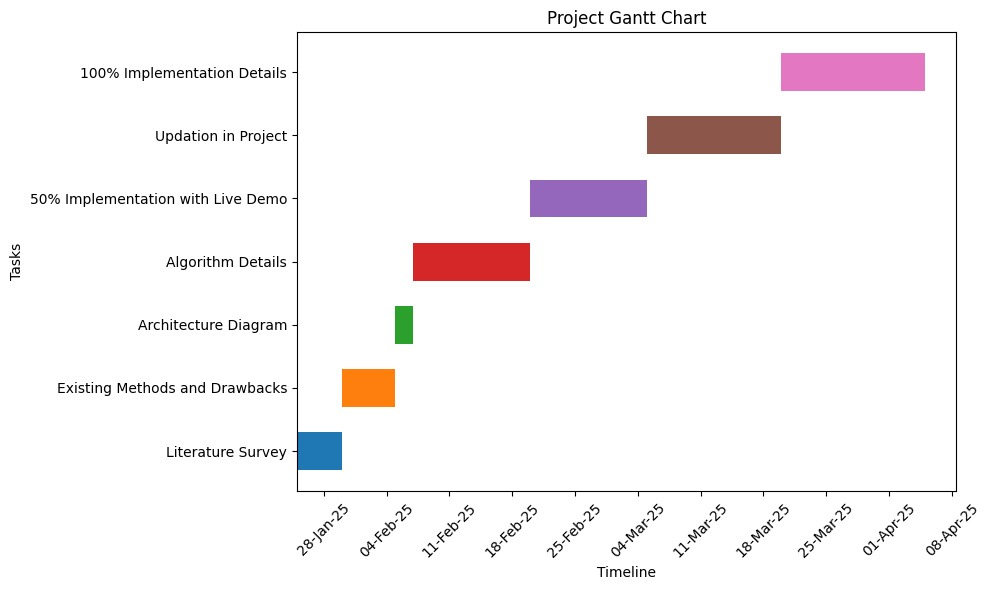 Project Gantt Chart
Tasks
100% Implementation Details
Updation in Project
50% Implementation with Live Demo
Algorithm Details
Architecture Diagram
Existing Methods and Drawbacks
Literature Survey
28-Jan-25
04-Feb-25
11-Feb-25
18-Feb-25
25-Feb-25
04-Mar-25
11-Mar-25
18-Mar-25
25-Mar-25
01-Apr-25
08-Apr-25
Timeline